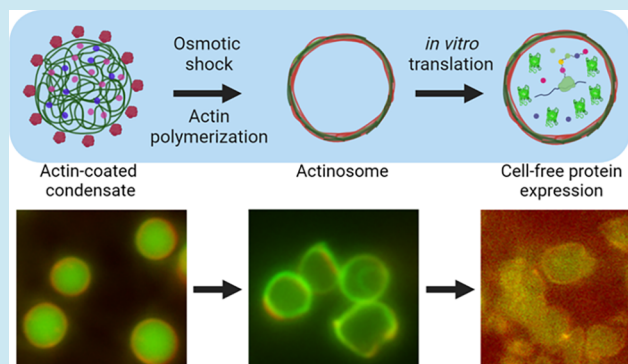 Osmotic
shock
Actin
polymerization
in vitro
translation
Actin-coated
condensate
Actinosome
Cell-free protein
expression